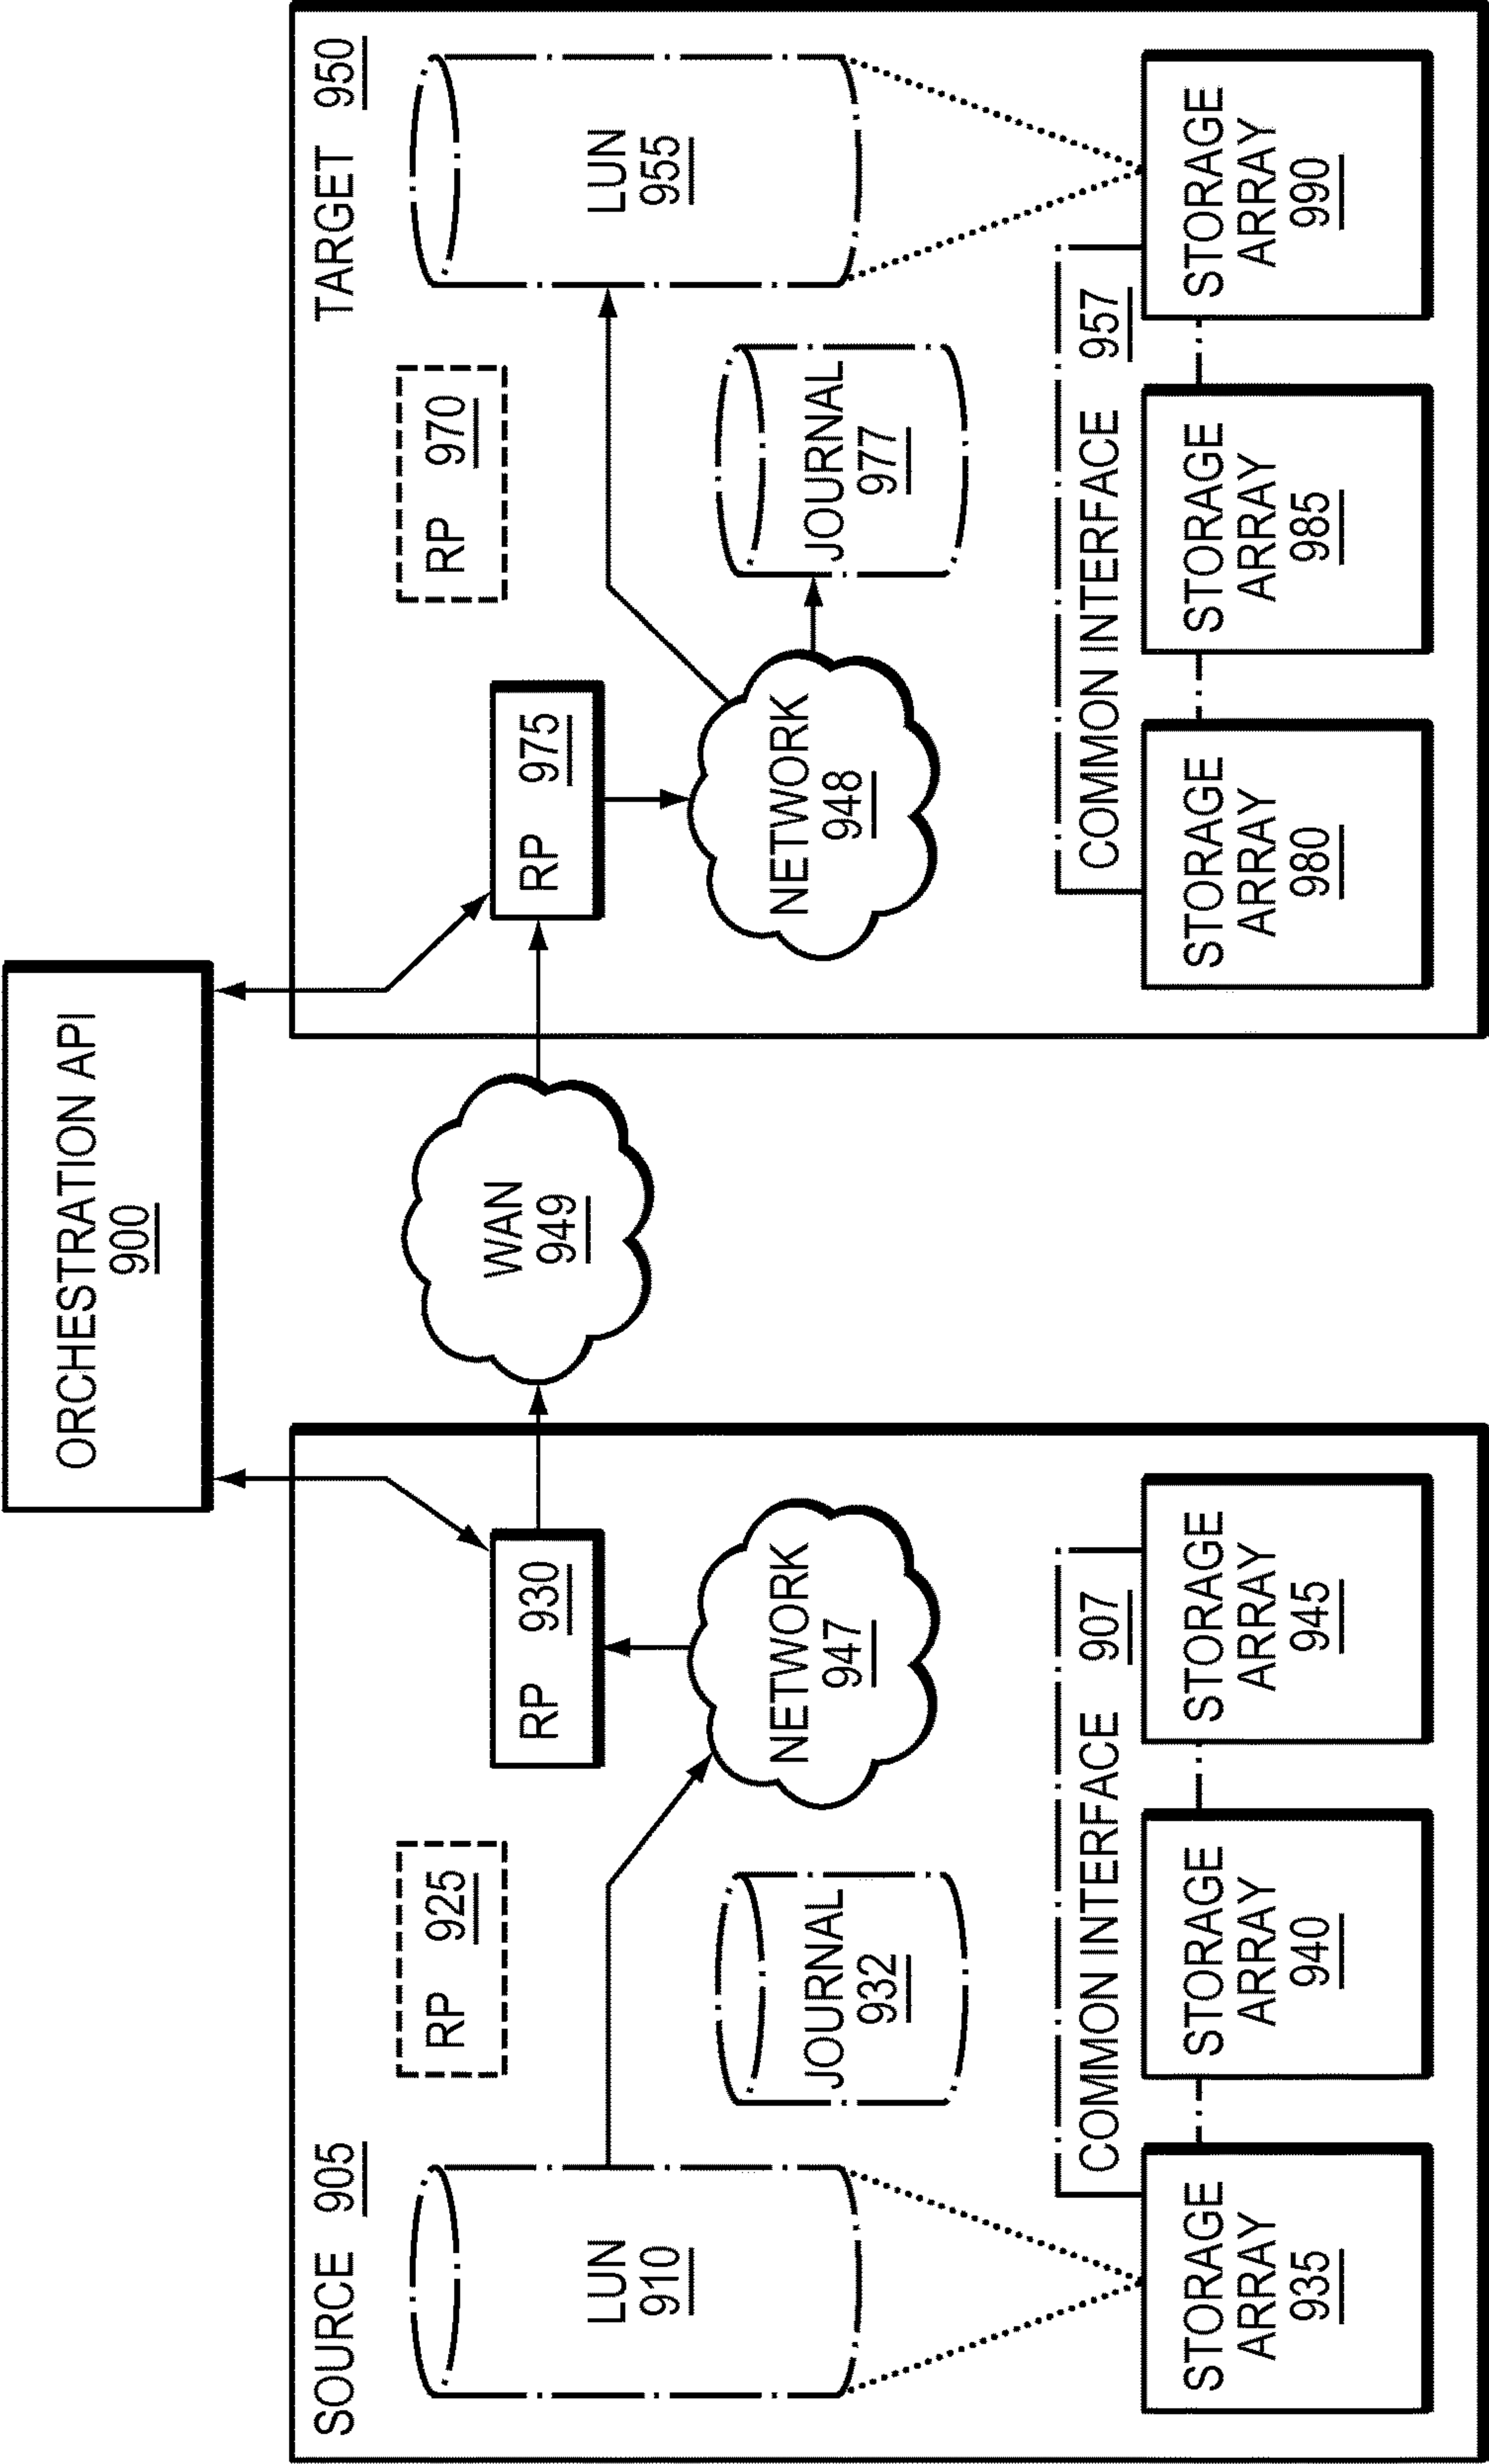 ORCHESTRATION API
900
SOURCE 905
LUN
910
RP 925
RP 930
JOURNAL
932
NETWORK
947
COMMON INTERFACE 907
STORAGE
ARRAY
935
STORAGE
ARRAY
940
STORAGE
ARRAY
945
WAN
949
TARGET 950
RP 975
RP 970
LUN
955
NETWORK
948
JOURNAL
977
COMMON INTERFACE 957
STORAGE
ARRAY
980
STORAGE
ARRAY
985
STORAGE
ARRAY
990